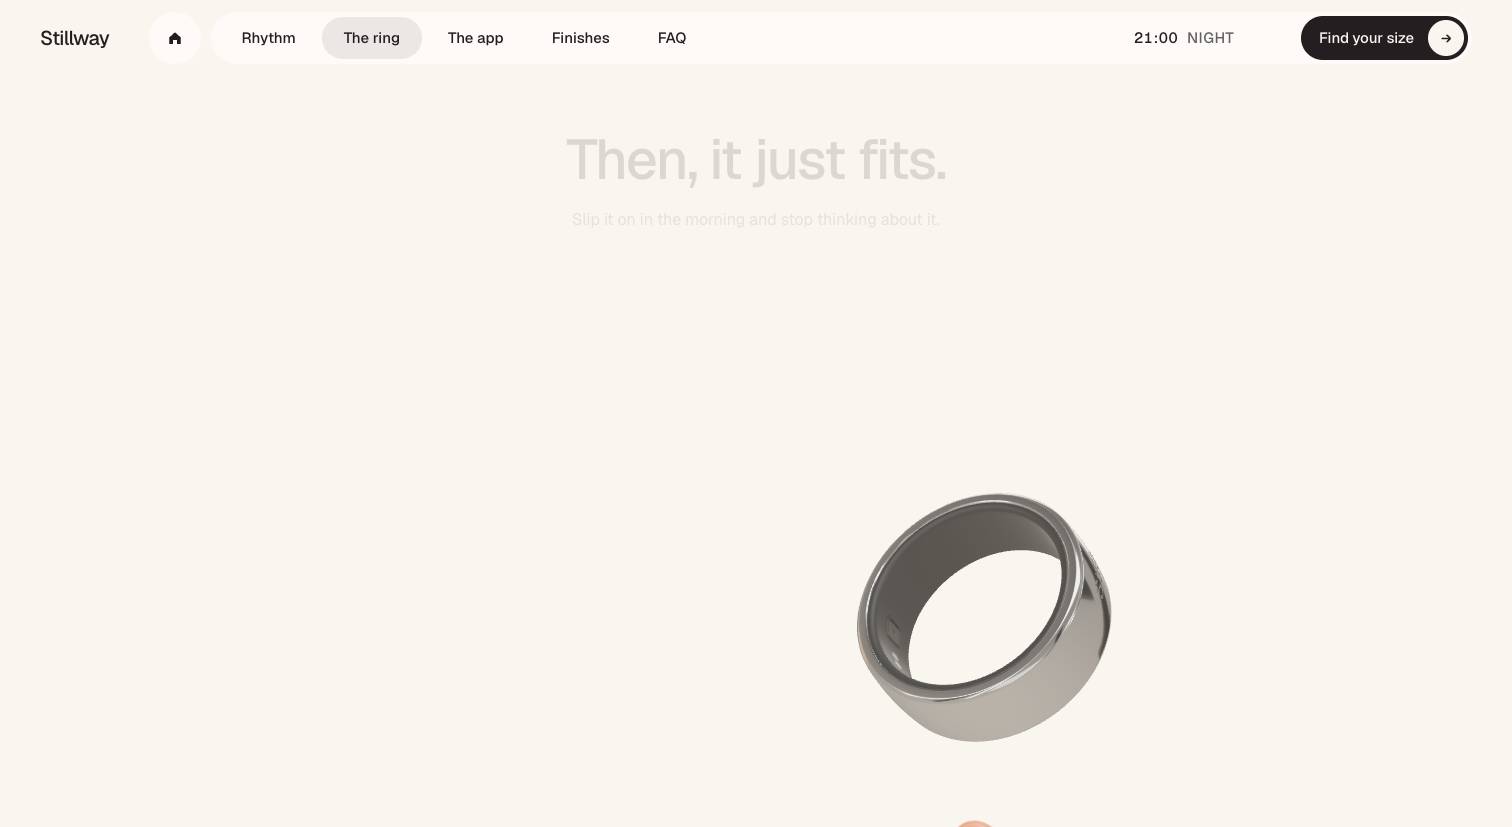 Stillway
Rhythm
The ring
The app
Finishes
FAQ
21:00 NIGHT
Find your size
Then, it just fits.
Slip it on in the morning and stop thinking about it.